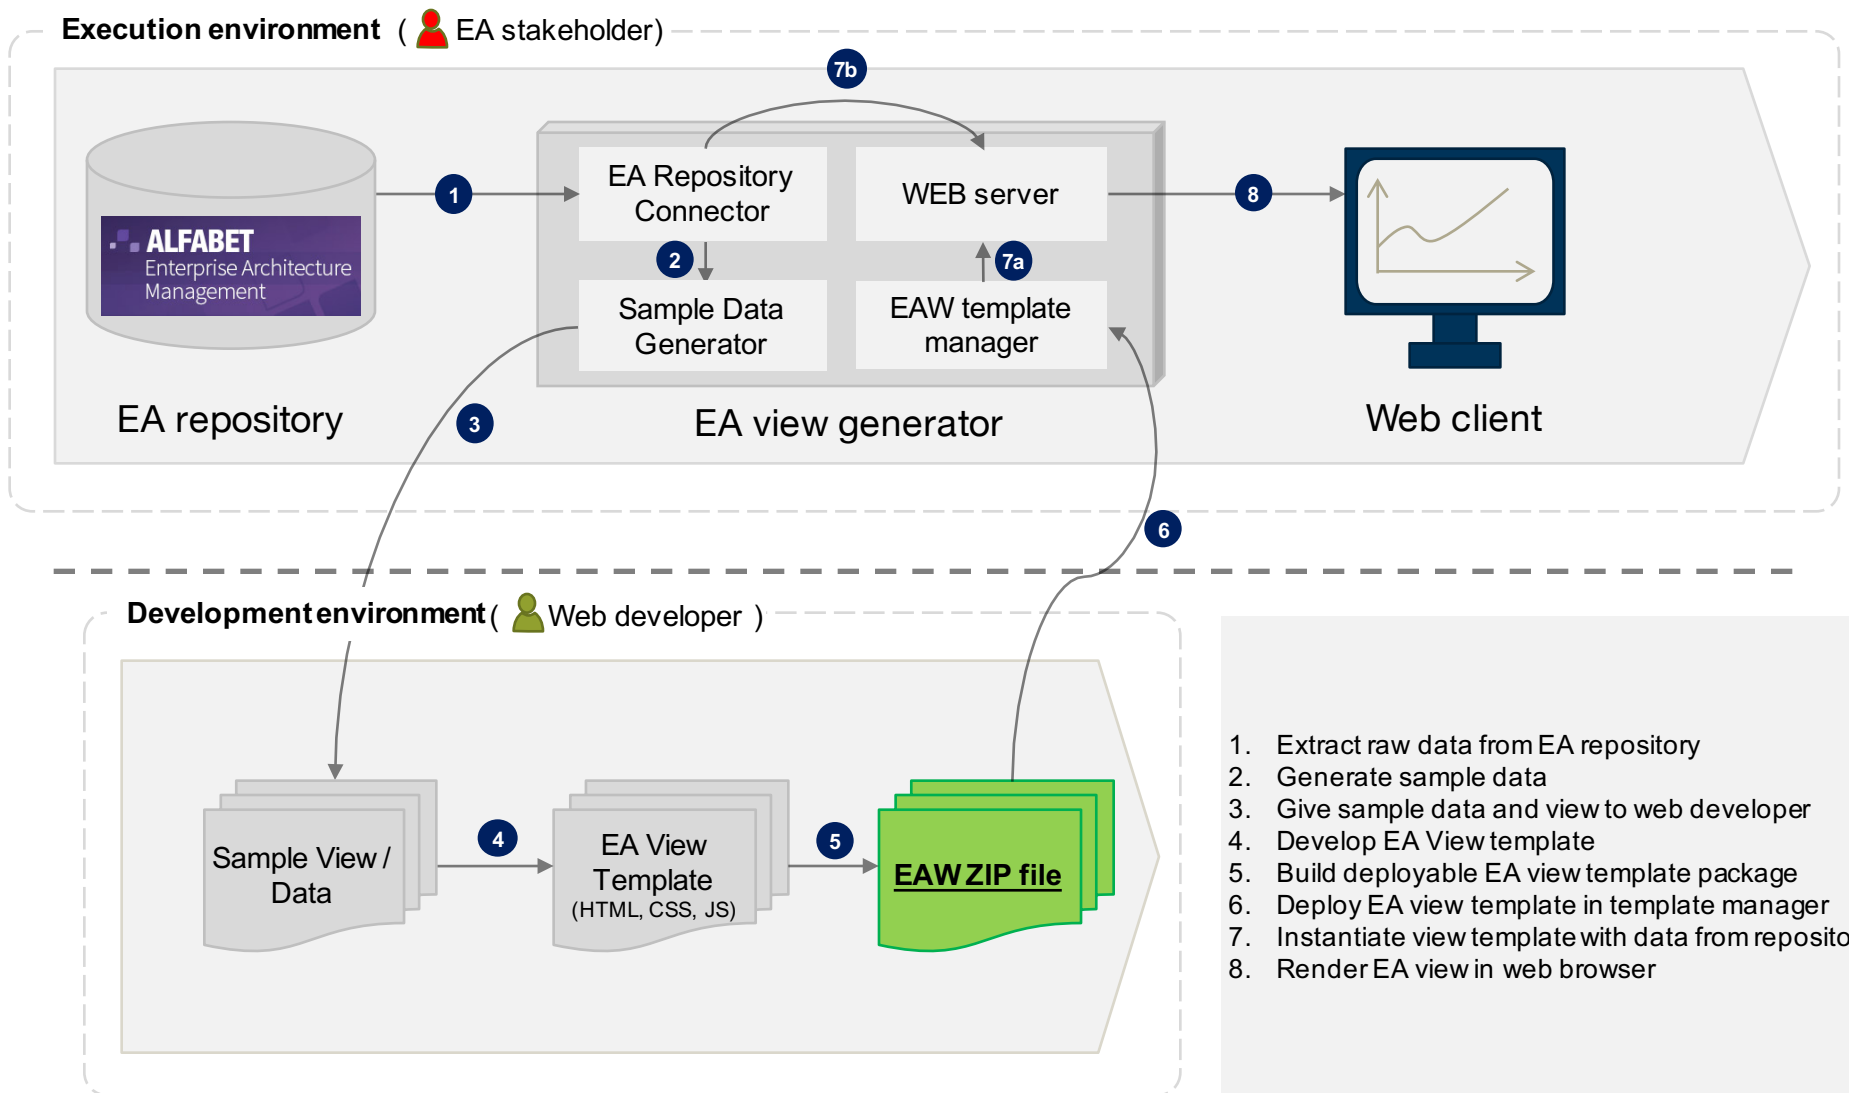 Execution environment ( EA stakeholder)
7b
ALFABET
Enterprise Architecture
Management
EA repository
1
EA Repository
Connector
2
Sample Data
Generator
WEB server
7a
EAW template
manager
EA view generator
8
Web client
3
6
Development environment ( Web developer )
Sample View /
Data
4
EA View
Template
(HTML, CSS, JS)
5
EAW ZIP file
1. Extract raw data from EA repository
2. Generate sample data
3. Give sample data and view to web developer
4. Develop EA View template
5. Build deployable EA view template package
6. Deploy EA view template in template manager
7. Instantiate view template with data from reposito
8. Render EA view in web browser